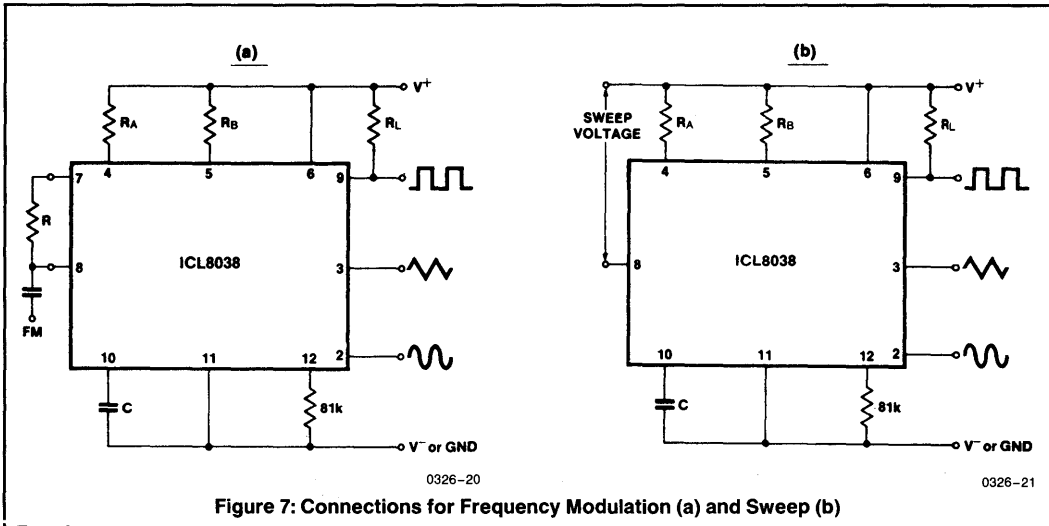 (a)
V+
RA
RB
RL
4
5
6
7
9
R
8
ICL8038
3
FM
2
10
11
12
C
81k
V− or GND
0326-20
(b)
V+
SWEEP
VOLTAGE
RA
RB
RL
4
5
6
9
8
ICL8038
3
2
10
11
12
C
81k
V− or GND
0326-21
Figure 7: Connections for Frequency Modulation (a) and Sweep (b)